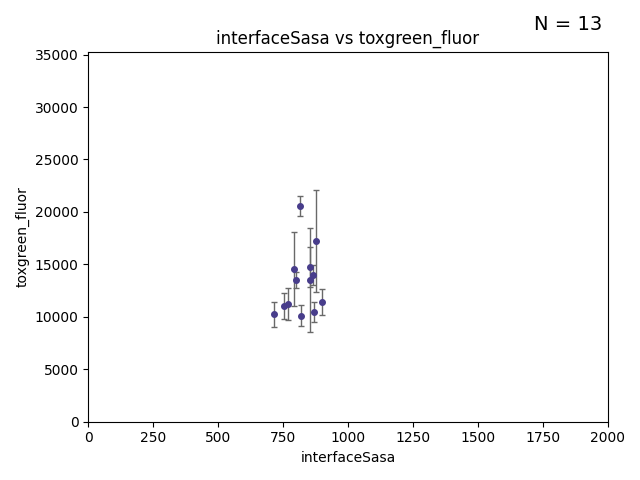 N = 13
interfaceSasa vs toxgreen_fluor
35000
30000
25000
20000
15000
10000
5000
0
toxgreen_fluor
0 250 500 750 1000 1250 1500 1750 2000
interfaceSasa